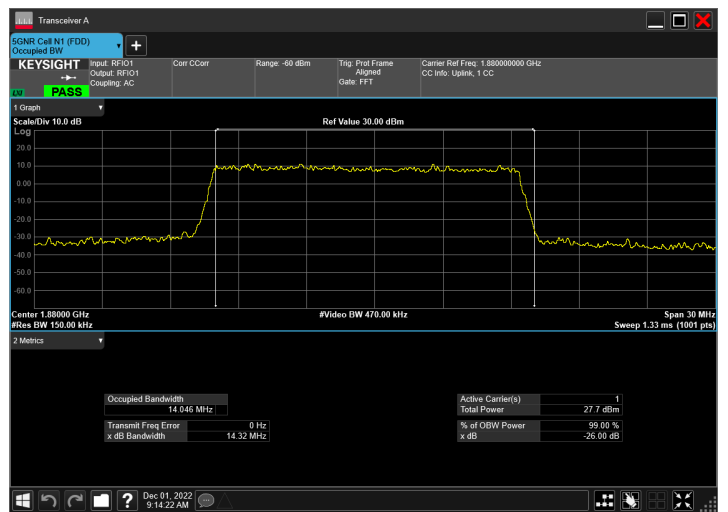 Transceiver A
5GNR Cell N1 (FDD)
Occupied BW
KEYSIGHT
LXI PASS
Input: RFIO1
Output: RFIO1
Coupling: AC
Corr CCorr
Range: -60 dBm
Trig: Prot Frame
Aligned
Gate: FFT
Carrier Ref Freq: 1.880000000 GHz
CC Info: Uplink, 1 CC
1 Graph
Scale/Div 10.0 dB Ref Value 30.00 dBm
Log
20.0
10.0
0.00
-10.0
-20.0
-30.0
-40.0
-50.0
-60.0
Center 1.88000 GHz #Video BW 470.00 kHz Span 30 MHz
#Res BW 150.00 kHz Sweep 1.33 ms (1001 pts)
2 Metrics
Occupied Bandwidth
14.046 MHz
Transmit Freq Error 0 Hz
x dB Bandwidth 14.32 MHz
Active Carrier(s) 1
Total Power 27.7 dBm
% of OBW Power 99.00 %
x dB -26.00 dB
Dec 01, 2022
9:14:22 AM